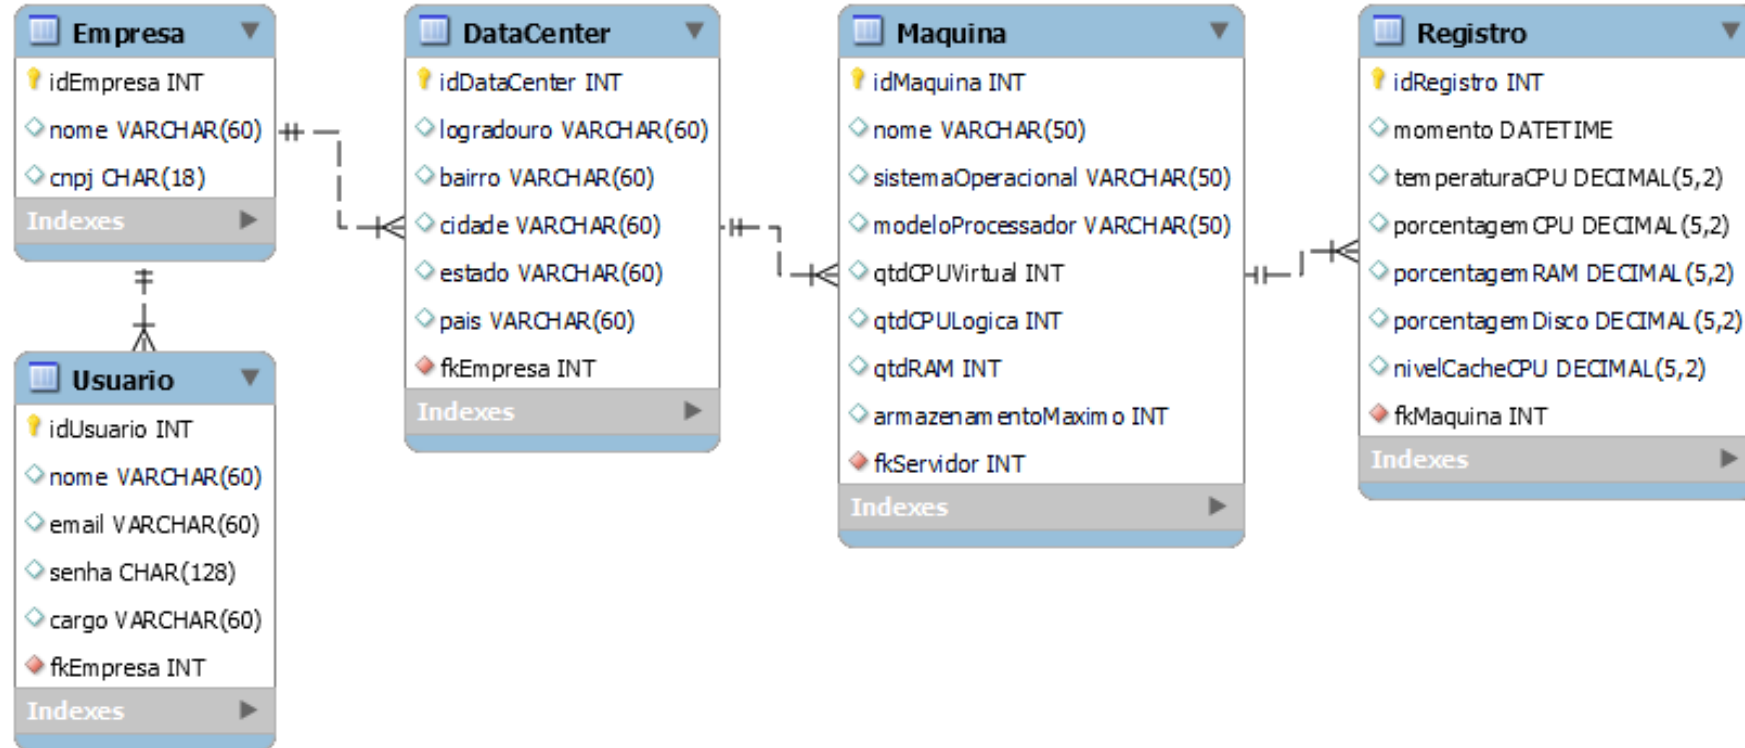 Empresa
idEmpresa INT
nome VARCHAR(60)
cnpj CHAR(18)
Indexes
Usuario
idUsuario INT
nome VARCHAR(60)
email VARCHAR(60)
senha CHAR(128)
cargo VARCHAR(60)
fkEmpresa INT
Indexes
DataCenter
idDataCenter INT
logradouro VARCHAR(60)
bairro VARCHAR(60)
cidade VARCHAR(60)
estado VARCHAR(60)
pais VARCHAR(60)
fkEmpresa INT
Indexes
Maquina
idMaquina INT
nome VARCHAR(50)
sistemaOperacional VARCHAR(50)
modeloProcessador VARCHAR(50)
qtdCPUVirtual INT
qtdCPULogica INT
qtdRAM INT
armazenamentoMaximo INT
fkServidor INT
Indexes
Registro
idRegistro INT
momento DATETIME
temperaturaCPU DECIMAL(5,2)
porcentagemCPU DECIMAL(5,2)
porcentagemRAM DECIMAL(5,2)
porcentagemDisco DECIMAL(5,2)
nivelCacheCPU DECIMAL(5,2)
fkMaquina INT
Indexes